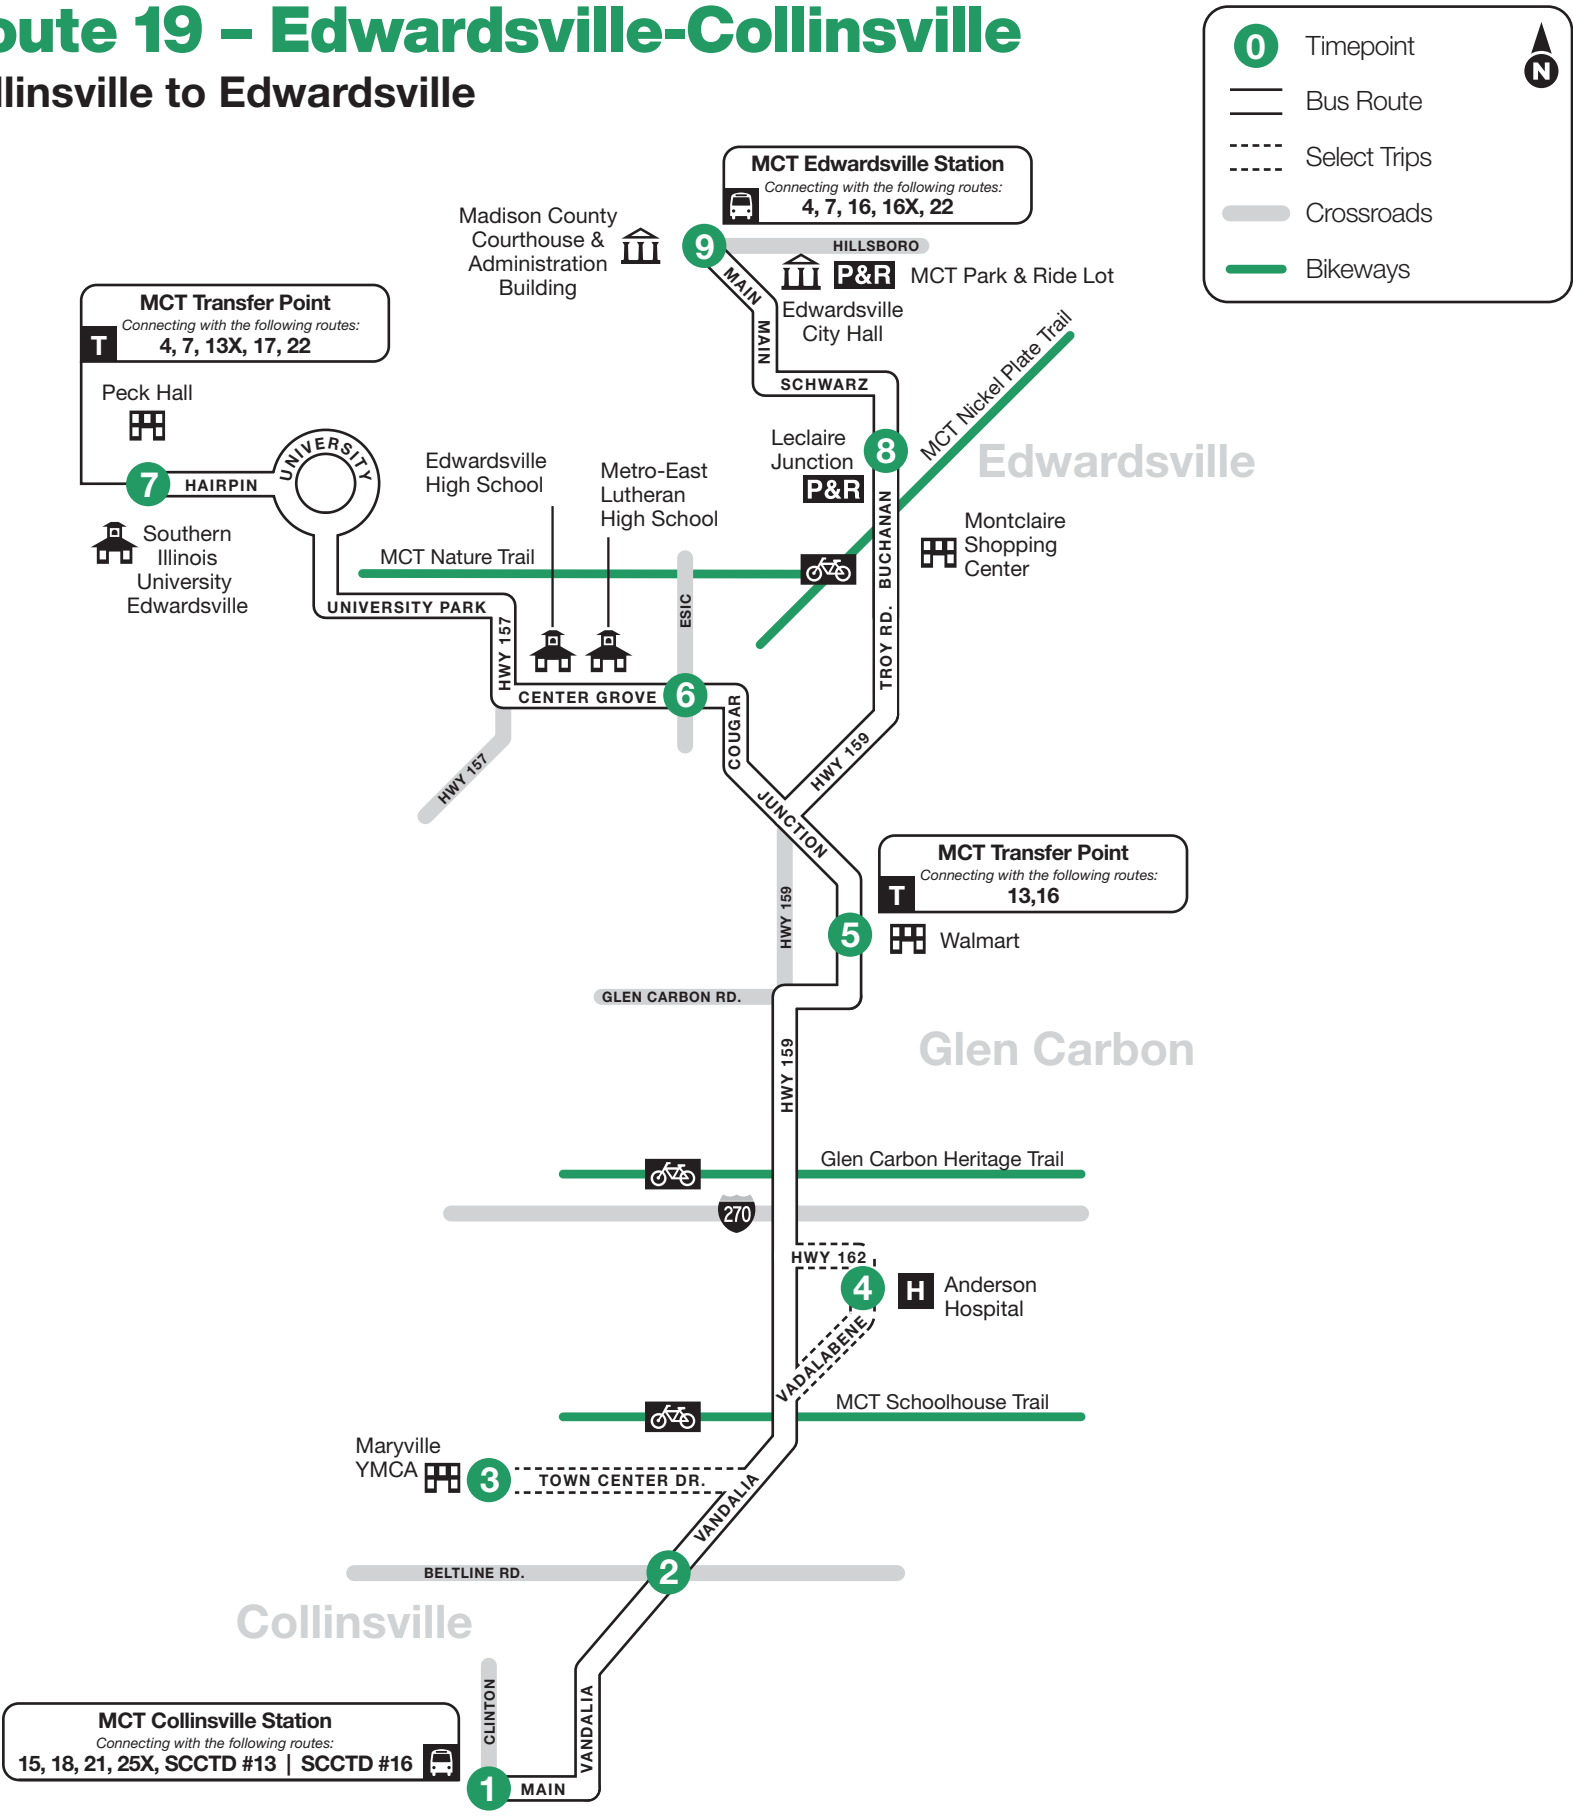 oute 19 – Edwardsville-Collinsville
llinsville to Edwardsville
0 Timepoint
N
Bus Route
Select Trips
Crossroads
Bikeways
MCT Edwardsville Station
Connecting with the following routes:
4, 7, 16, 16X, 22
Madison County
Courthouse &
Administration
Building
9
HILLSBORO
MAIN
P&R MCT Park & Ride Lot
Edwardsville
City Hall
MAIN
SCHWARZ
MCT Nickel Plate Trail
MCT Transfer Point
Connecting with the following routes:
T
4, 7, 13X, 17, 22
Peck Hall
7
HAIRPIN
UNIVERSITY
Southern
Illinois
University
Edwardsville
Edwardsville
High School
Metro-East
Lutheran
High School
Leclaire
Junction
P&R
8
Edwardsville
BUCHANAN
Montclaire
Shopping
Center
MCT Nature Trail
UNIVERSITY PARK
HWY 157
ESIC
TROY RD.
CENTER GROVE
6
COUGAR
HWY 157
HWY 159
JUNCTION
MCT Transfer Point
Connecting with the following routes:
T
13,16
HWY 159
5
Walmart
GLEN CARBON RD.
Glen Carbon
HWY 159
Glen Carbon Heritage Trail
270
HWY 162
4
H
Anderson
Hospital
VADALABENE
MCT Schoolhouse Trail
Maryville
YMCA
3
TOWN CENTER DR.
VANDALIA
BELTLINE RD.
2
Collinsville
CLINTON
VANDALIA
MCT Collinsville Station
Connecting with the following routes:
15, 18, 21, 25X, SCCTD #13 | SCCTD #16
1
MAIN